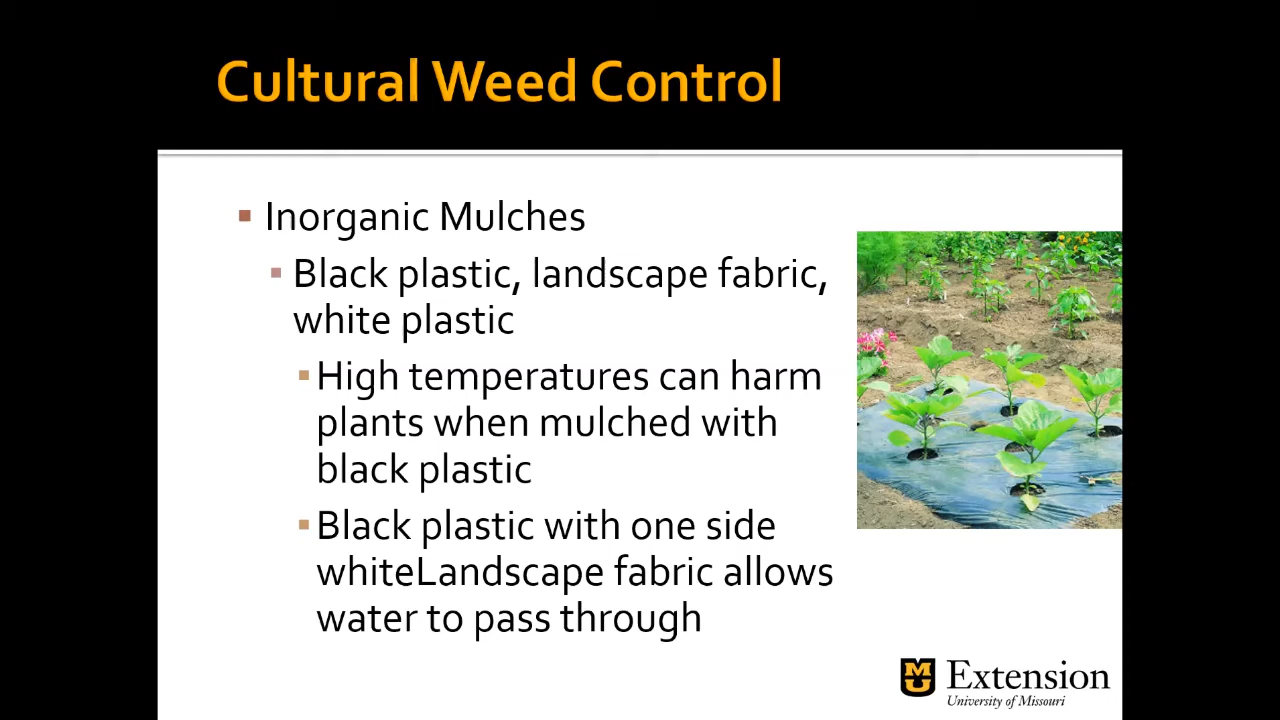 Cultural Weed Control
Inorganic Mulches
Black plastic, landscape fabric,
white plastic
High temperatures can harm
plants when mulched with
black plastic
Black plastic with one side
whiteLandscape fabric allows
water to pass through
MU
Extension
University of Missouri